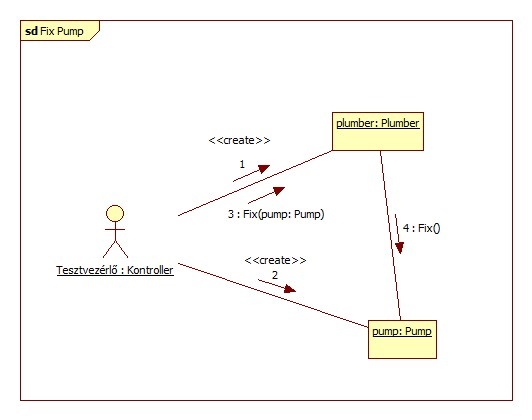 sd Fix Pump
plumber: Plumber
<<create>>
1
3 : Fix(pump: Pump)
4 : Fix()
Tesztvezérlő : Kontroller
<<create>>
2
pump: Pump